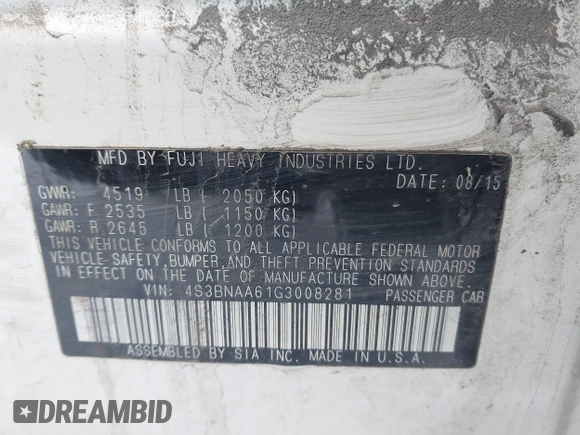 MFD BY FUJI HEAVY INDUSTRIES LTD.
DATE: 08/15
GVWR: 4519 LB ( 2050 KG)
GAWR: F 2535 LB ( 1150 KG)
GAWR: R 2645 LB ( 1200 KG)
THIS VEHICLE CONFORMS TO ALL APPLICABLE FEDERAL MOTOR
VEHICLE SAFETY, BUMPER, AND THEFT PREVENTION STANDARDS
IN EFFECT ON THE DATE OF MANUFACTURE SHOWN ABOVE.
VIN: 4S3BNAA61G3008281 PASSENGER CAR
ASSEMBLED BY SIA INC. MADE IN U.S.A.
DREAMBID